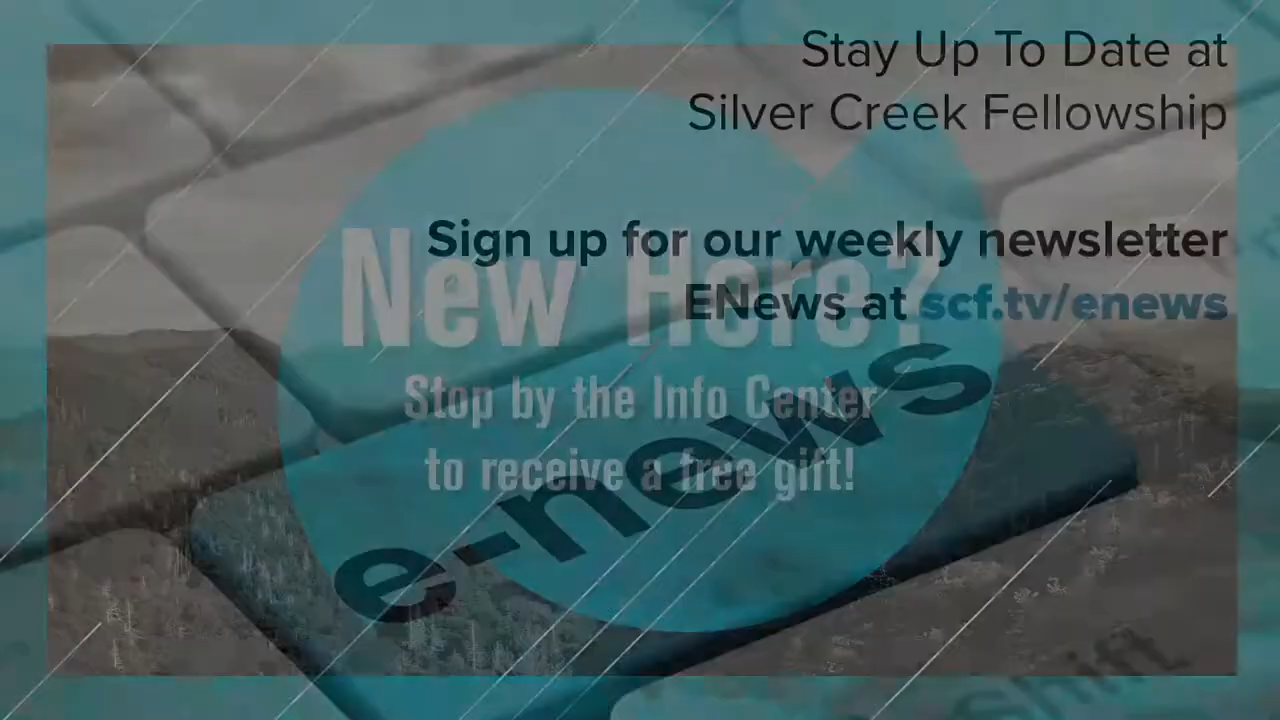 Stay Up To Date at
Silver Creek Fellowship
Sign up for our weekly newsletter
ENews at scf.tv/enews
New Here?
Stop by the Info Center
to receive a free gift!
e-news
Shift